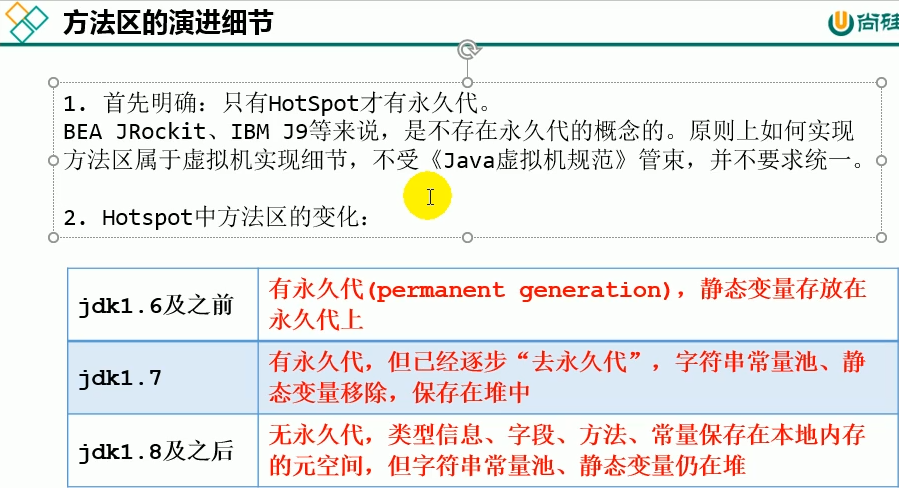 方法区的演进细节
尚硅
1. 首先明确：只有HotSpot才有永久代。
BEA JRockit、IBM J9等来说，是不存在永久代的概念的。原则上如何实现
方法区属于虚拟机实现细节，不受《Java虚拟机规范》管束，并不要求统一。
2. Hotspot中方法区的变化：
jdk1.6及之前
有永久代(permanent generation)，静态变量存放在
永久代上
jdk1.7
有永久代，但已经逐步“去永久代”，字符串常量池、静
态变量移除，保存在堆中
jdk1.8及之后
无永久代，类型信息、字段、方法、常量保存在本地内存
的元空间，但字符串常量池、静态变量仍在堆